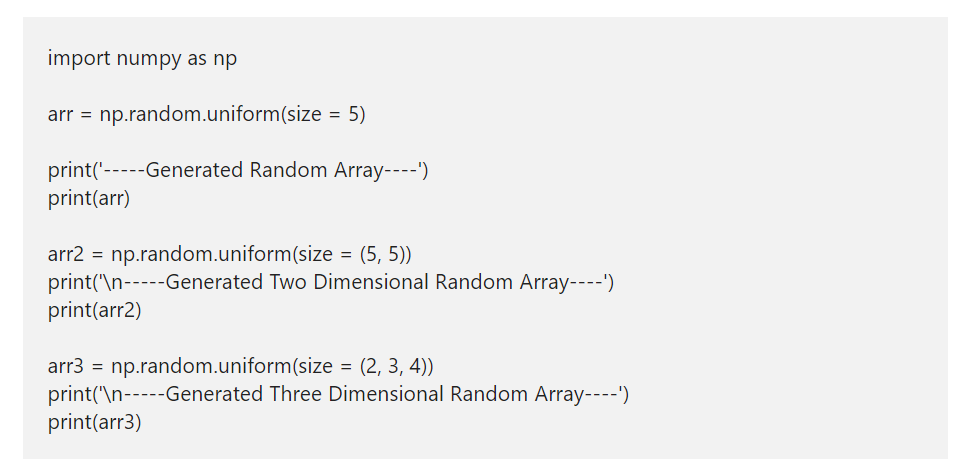 import numpy as np
arr = np.random.uniform(size = 5)
print('-----Generated Random Array----')
print(arr)
arr2 = np.random.uniform(size = (5, 5))
print('\n-----Generated Two Dimensional Random Array----')
print(arr2)
arr3 = np.random.uniform(size = (2, 3, 4))
print('\n-----Generated Three Dimensional Random Array----')
print(arr3)